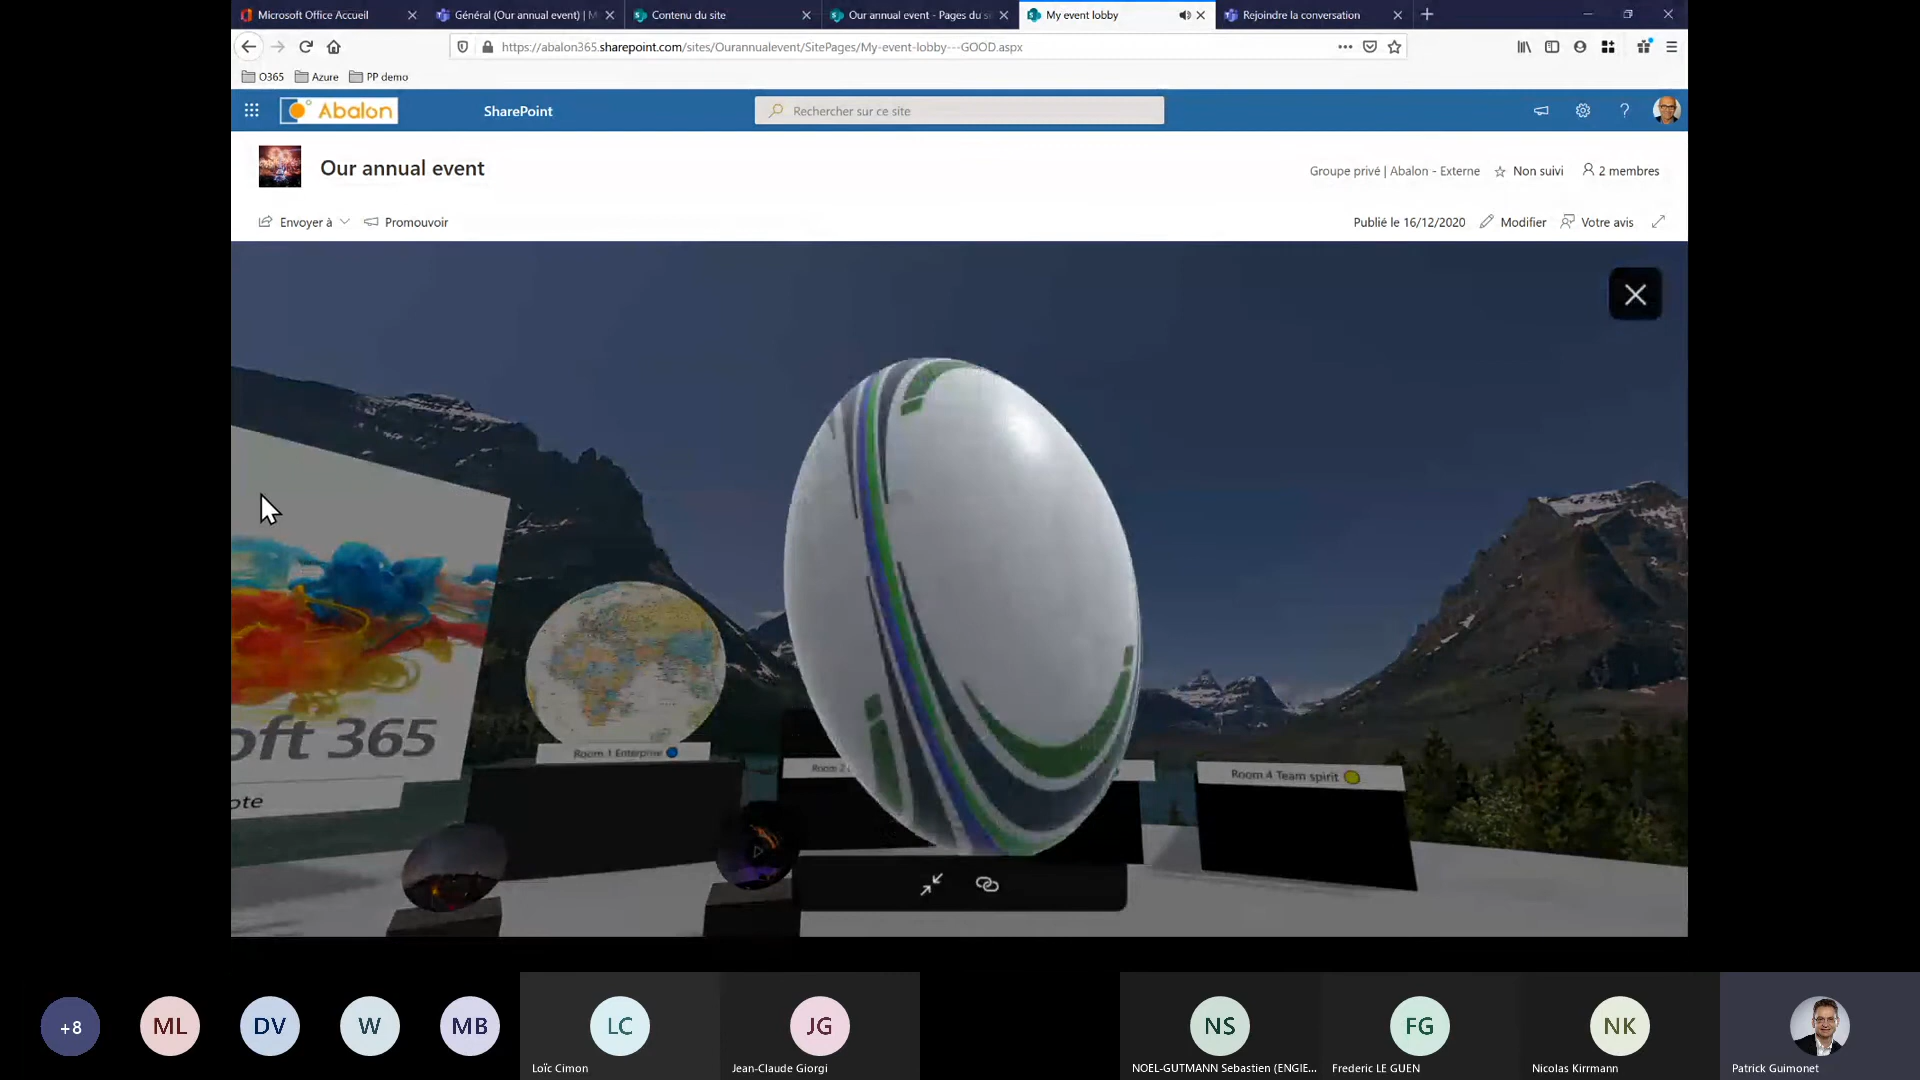 Microsoft Office Accueil
Général (Our annual event) | M
Contenu du site
Our annual event - Pages du si
My event lobby
Rejoindre la conversation
https://abalon365.sharepoint.com/sites/Ourannualevent/SitePages/My-event-lobby---GOOD.aspx
O365
Azure
PP demo
Abalon
SharePoint
Rechercher sur ce site
Our annual event
Groupe privé | Abalon - Externe
Non suivi
2 membres
Envoyer à
Promouvoir
Publié le 16/12/2020
Modifier
Votre avis
oft 365
ote
Room 1 Enterprise
Room 2
Room 4 Team spirit
+8
ML
DV
W
MB
LC
JG
NS
FG
NK
Loïc Cimon
Jean-Claude Giorgi
NOEL-GUTMANN Sebastien (ENGIE...
Frederic LE GUEN
Nicolas Kirrmann
Patrick Guimonet